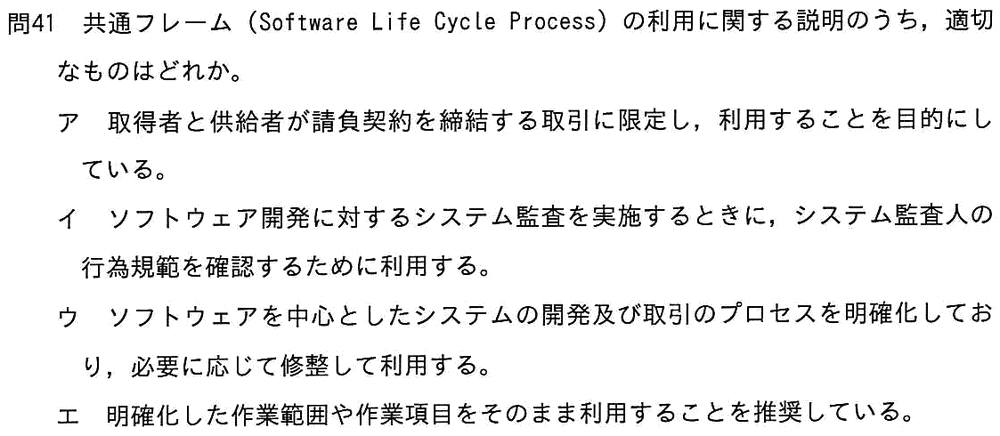 問41 共通フレーム（Software Life Cycle Process）の利用に関する説明のうち，適切
なものはどれか。
ア 取得者と供給者が請負契約を締結する取引に限定し，利用することを目的にし
ている。
イ ソフトウェア開発に対するシステム監査を実施するときに，システム監査人の
行為規範を確認するために利用する。
ウ ソフトウェアを中心としたシステムの開発及び取引のプロセスを明確化してお
り，必要に応じて修整して利用する。
エ 明確化した作業範囲や作業項目をそのまま利用することを推奨している。